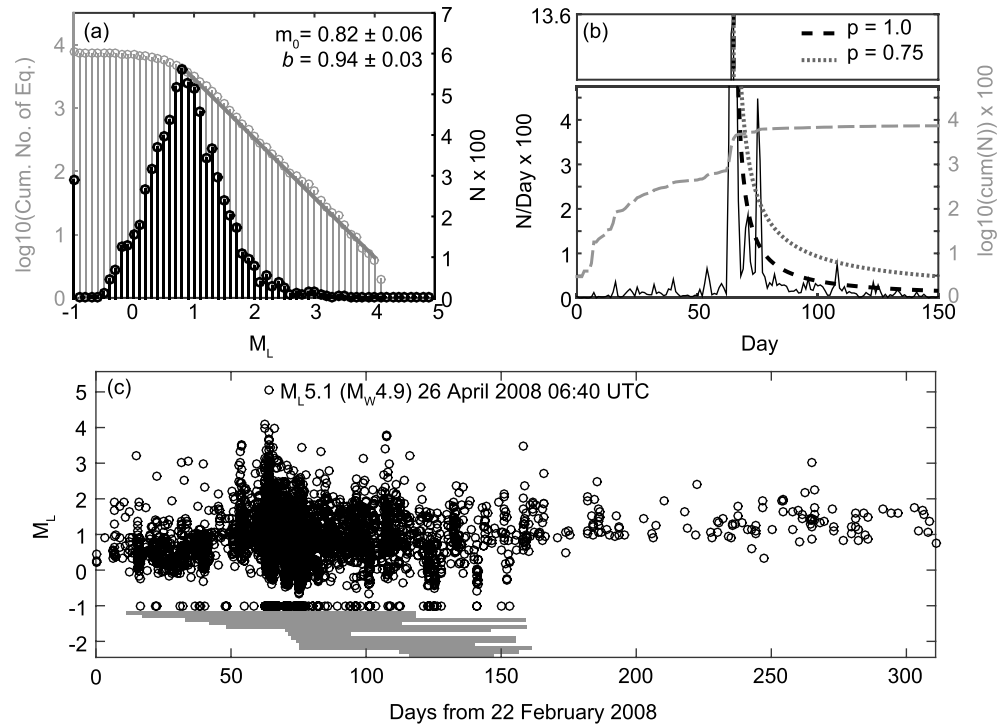 (a)
m0= 0.82 ± 0.06
b = 0.94 ± 0.03
log10(Cum. No. of Eq.)
4
3
2
1
0
7
6
5
4
3
2
1
0
N x 100
-1 0 1 2 3 4 5
ML
(b)
13.6
p = 1.0
p = 0.75
N/Day x 100
4
3
2
1
0
4
3
2
1
0
log10(cum(N)) x 100
0 50 100 150
Day
(c)
ML5.1 (MW4.9) 26 April 2008 06:40 UTC
ML
5
4
3
2
1
0
-1
-2
0 50 100 150 200 250 300
Days from 22 February 2008